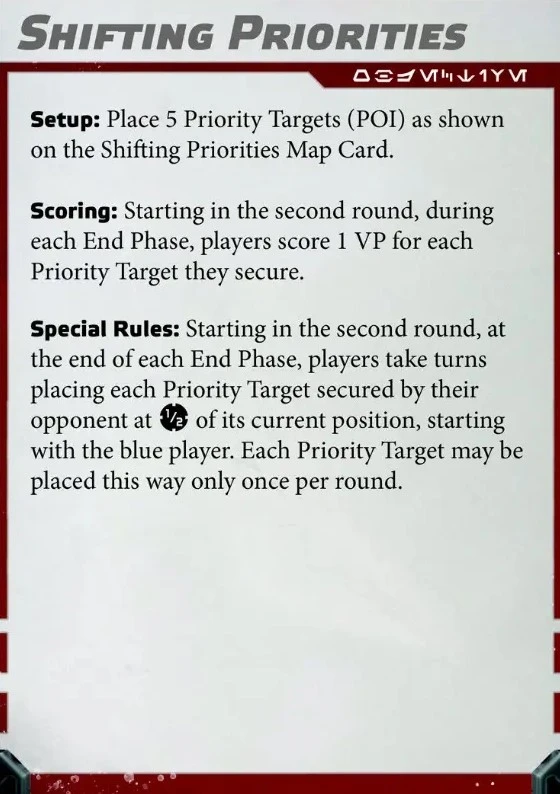 SHIFTING PRIORITIES
Setup: Place 5 Priority Targets (POI) as shown
on the Shifting Priorities Map Card.
Scoring: Starting in the second round, during
each End Phase, players score 1 VP for each
Priority Target they secure.
Special Rules: Starting in the second round, at
the end of each End Phase, players take turns
placing each Priority Target secured by their
opponent at ½ of its current position, starting
with the blue player. Each Priority Target may be
placed this way only once per round.